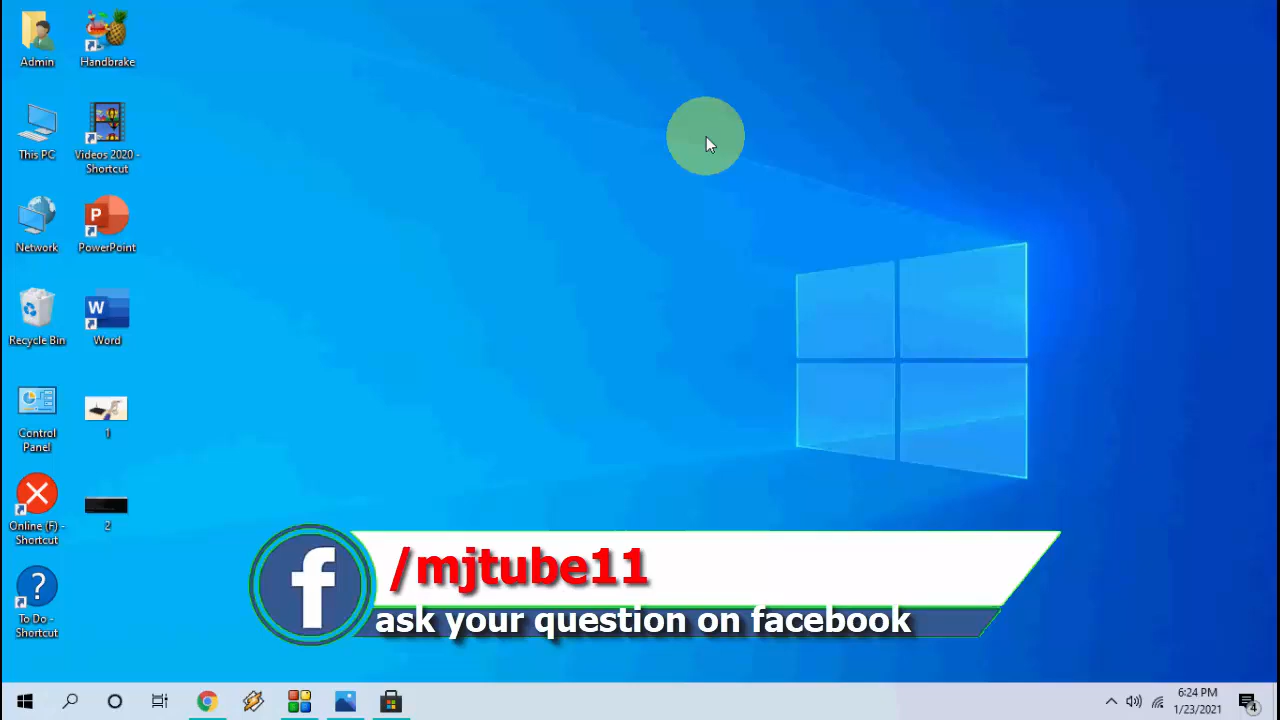 Admin
Handbrake
This PC
Videos 2020 -
Shortcut
Network
P
PowerPoint
Recycle Bin
W
Word
Control
Panel
1
Online (F) -
Shortcut
2
?
To Do -
Shortcut
f
/mjtube11
ask your question on facebook
6:24 PM
1/23/2021
4